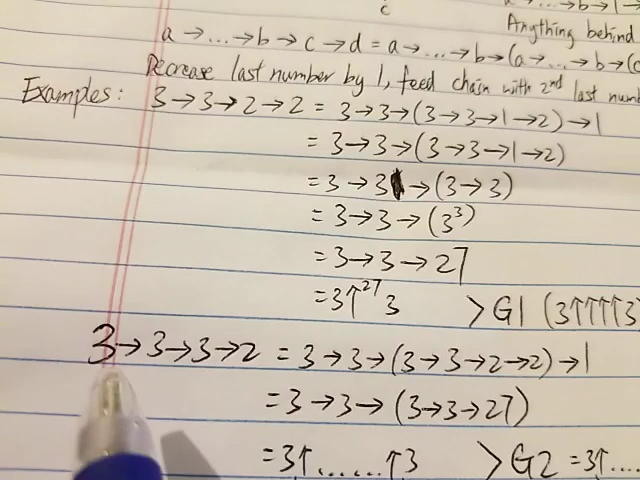 →...→b→1→
c
Anything behind
a→...→b→c→d = a→...→b→(a→...→b→(c
Decrease last number by 1, feed chain with 2nd last num
Examples: 3→3→2→2 = 3→3→(3→3→1→2)→1
= 3→3→(3→3→1→2)
= 3→3→(3→3)
= 3→3→(3³)
= 3→3→27
= 3↑²⁷3 >G1 (3↑↑↑↑3
3→3→3→2 = 3→3→(3→3→2→2)→1
= 3→3→(3→3→27)
= 3↑......↑3 >G2 = 3↑....